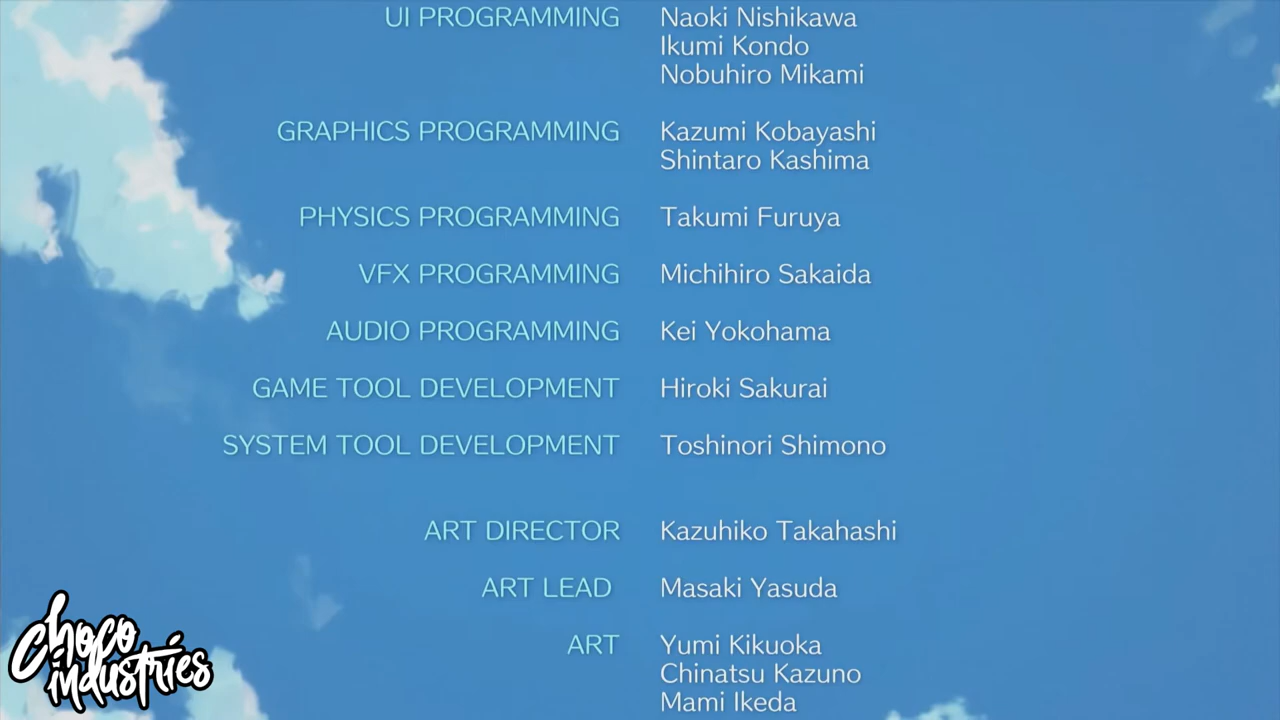 UI PROGRAMMING Naoki Nishikawa
Ikumi Kondo
Nobuhiro Mikami
GRAPHICS PROGRAMMING Kazumi Kobayashi
Shintaro Kashima
PHYSICS PROGRAMMING Takumi Furuya
VFX PROGRAMMING Michihiro Sakaida
AUDIO PROGRAMMING Kei Yokohama
GAME TOOL DEVELOPMENT Hiroki Sakurai
SYSTEM TOOL DEVELOPMENT Toshinori Shimono
ART DIRECTOR Kazuhiko Takahashi
ART LEAD Masaki Yasuda
ART Yumi Kikuoka
Chinatsu Kazuno
Mami Ikeda
choco
industries